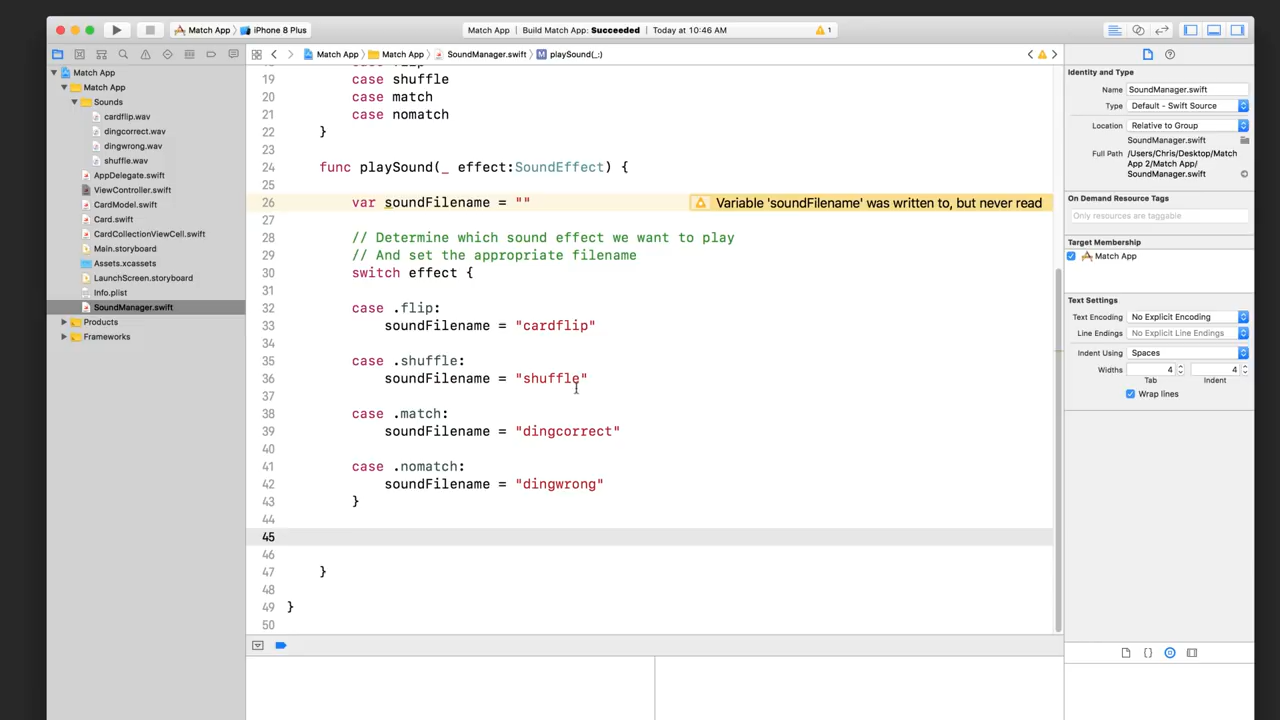 Match App
iPhone 8 Plus
Match App | Build Match App: Succeeded | Today at 10:46 AM
1
Match App
Match App
SoundManager.swift
M playSound(_:)
Match App
Match App
Sounds
cardflip.wav
dingcorrect.wav
dingwrong.wav
shuffle.wav
AppDelegate.swift
ViewController.swift
CardModel.swift
Card.swift
CardCollectionViewCell.swift
Main.storyboard
Assets.xcassets
LaunchScreen.storyboard
Info.plist
SoundManager.swift
Products
Frameworks
19 case shuffle
20 case match
21 case nomatch
22 }
23
24 func playSound(_ effect:SoundEffect) {
25
26 var soundFilename = "" Variable 'soundFilename' was written to, but never read
27
28 // Determine which sound effect we want to play
29 // And set the appropriate filename
30 switch effect {
31
32 case .flip:
33 soundFilename = "cardflip"
34
35 case .shuffle:
36 soundFilename = "shuffle"
37
38 case .match:
39 soundFilename = "dingcorrect"
40
41 case .nomatch:
42 soundFilename = "dingwrong"
43 }
44
45
46
47 }
48
49 }
50
Identity and Type
Name SoundManager.swift
Type Default - Swift Source
Location Relative to Group
SoundManager.swift
Full Path /Users/Chris/Desktop/Match
App 2/Match App/
SoundManager.swift
On Demand Resource Tags
Only resources are taggable
Target Membership
Match App
Text Settings
Text Encoding No Explicit Encoding
Line Endings No Explicit Line Endings
Indent Using Spaces
Widths 4 4
Tab Indent
Wrap lines